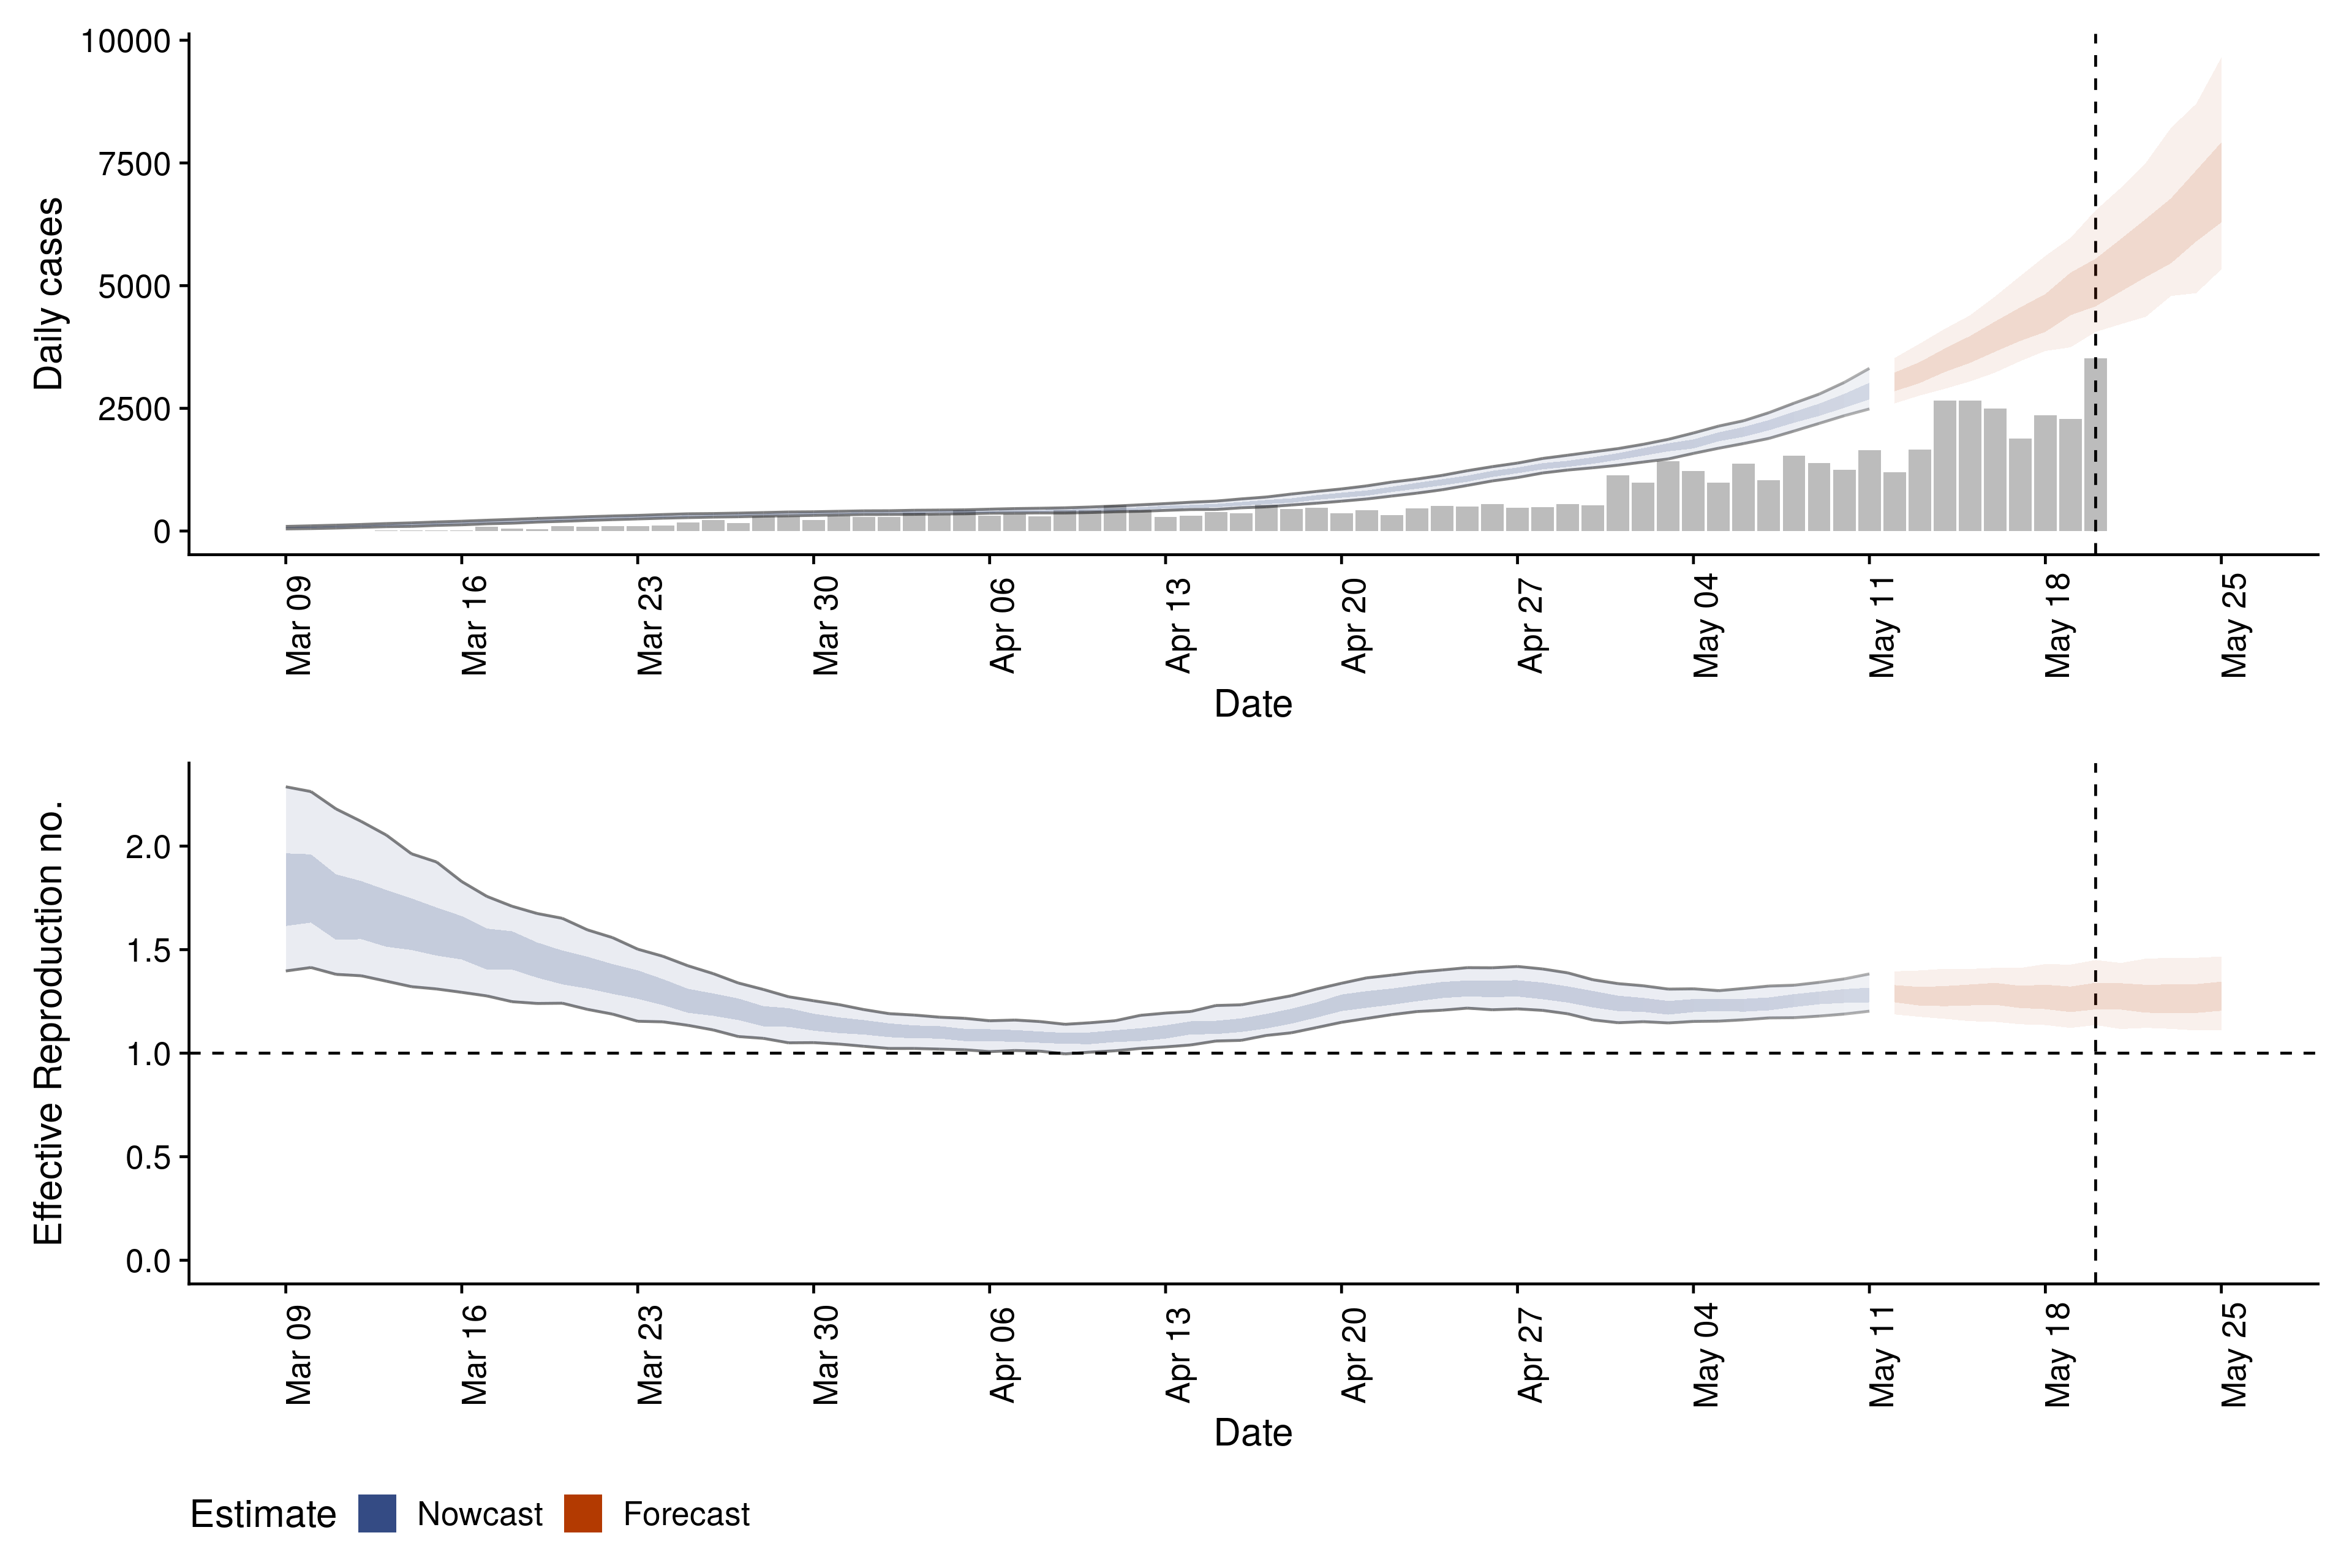 Daily cases
10000
7500
5000
2500
0
Mar 09
Mar 16
Mar 23
Mar 30
Apr 06
Apr 13
Apr 20
Apr 27
May 04
May 11
May 18
May 25
Date
Effective Reproduction no.
2.0
1.5
1.0
0.5
0.0
Mar 09
Mar 16
Mar 23
Mar 30
Apr 06
Apr 13
Apr 20
Apr 27
May 04
May 11
May 18
May 25
Date
Estimate Nowcast Forecast